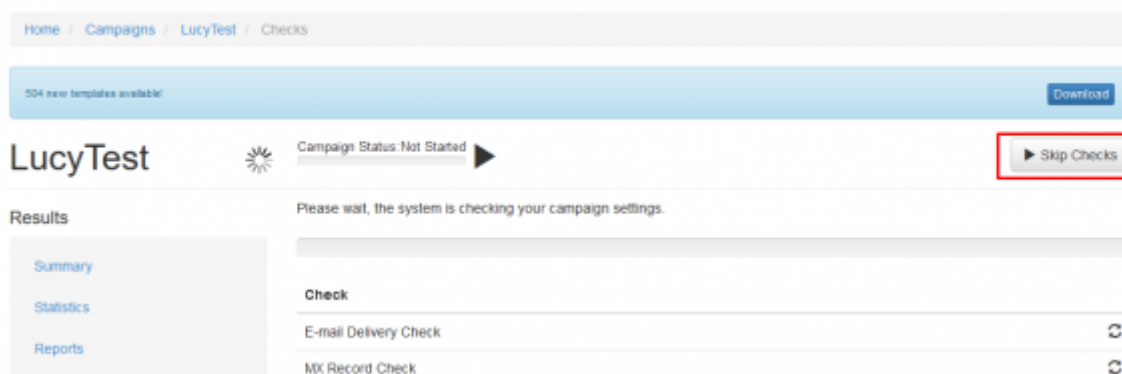 Home / Campaigns / LucyTest / Checks
504 new templates available!
Download
LucyTest
Campaign Status:Not Started
Skip Checks
Results
Please wait, the system is checking your campaign settings.
Summary
Statistics
Reports
Check
E-mail Delivery Check
MX Record Check